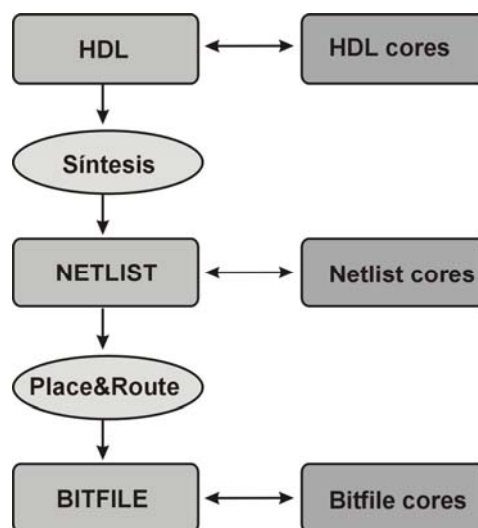 HDL
HDL cores
Síntesis
NETLIST
Netlist cores
Place&Route
BITFILE
Bitfile cores